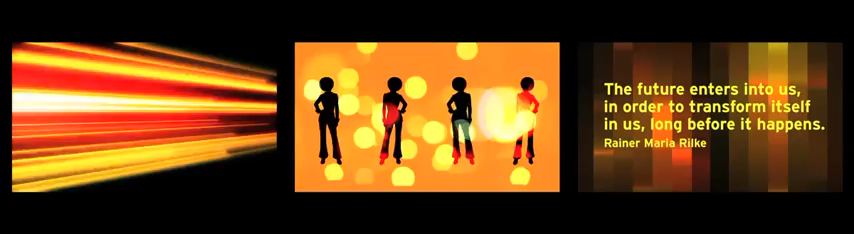 The future enters into us,
in order to transform itself
in us, long before it happens.
Rainer Maria Rilke